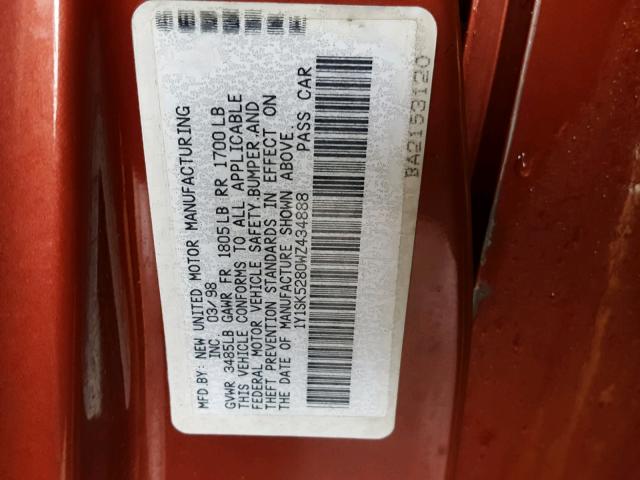 MFD BY: NEW UNITED MOTOR MANUFACTURING
INC. 03/98
GVWR 3485LB GAWR FR 1805LB RR 1700LB
THIS VEHICLE CONFORMS TO ALL APPLICABLE
FEDERAL MOTOR VEHICLE SAFETY,BUMPER,AND
THEFT PREVENTION STANDARDS IN EFFECT ON
THE DATE OF MANUFACTURE SHOWN ABOVE.
1Y1SK5280WZ434888 PASS CAR
BA2153120